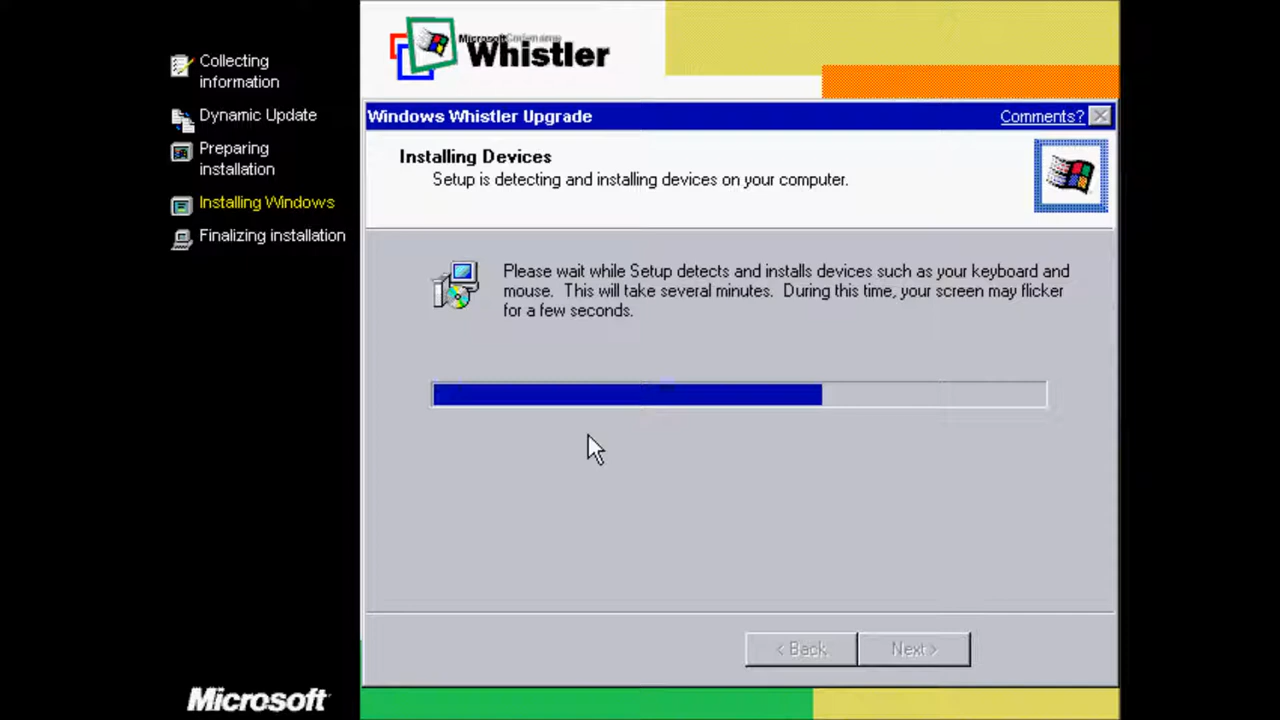 Collecting
information
Dynamic Update
Preparing
installation
Installing Windows
Finalizing installation
Microsoft
Microsoft Codename
Whistler
Windows Whistler Upgrade
Comments?
Installing Devices
Setup is detecting and installing devices on your computer.
Please wait while Setup detects and installs devices such as your keyboard and
mouse. This will take several minutes. During this time, your screen may flicker
for a few seconds.
< Back
Next >